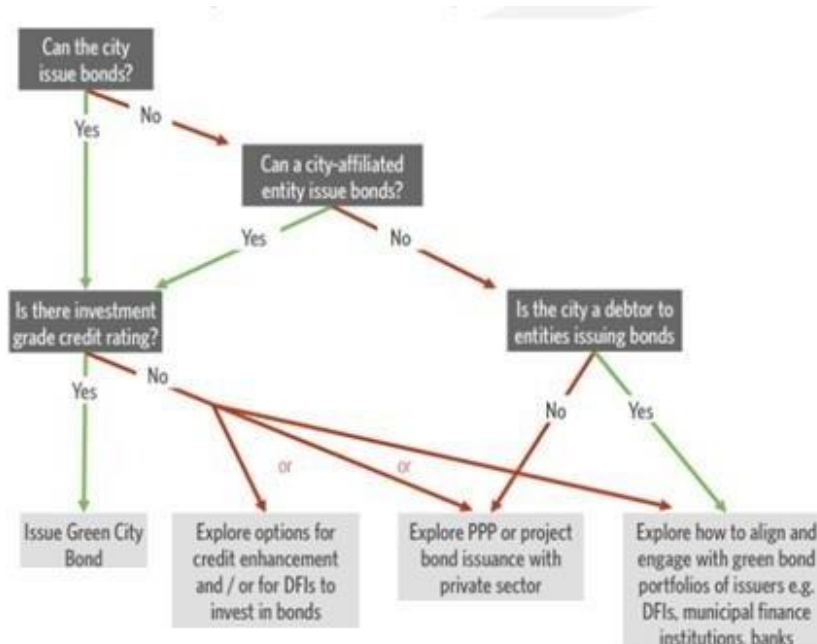 Can the city
issue bonds?
No
Yes
Can a city-affiliated
entity issue bonds?
Yes
No
Is there investment
grade credit rating?
Is the city a debtor to
entities issuing bonds
No
Yes
No
Yes
or
or
Issue Green City
Bond
Explore options for
credit enhancement
and / or for DFIs to
invest in bonds
Explore PPP or project
bond issuance with
private sector
Explore how to align and
engage with green bond
portfolios of issuers e.g.
DFIs, municipal finance
institutions, banks